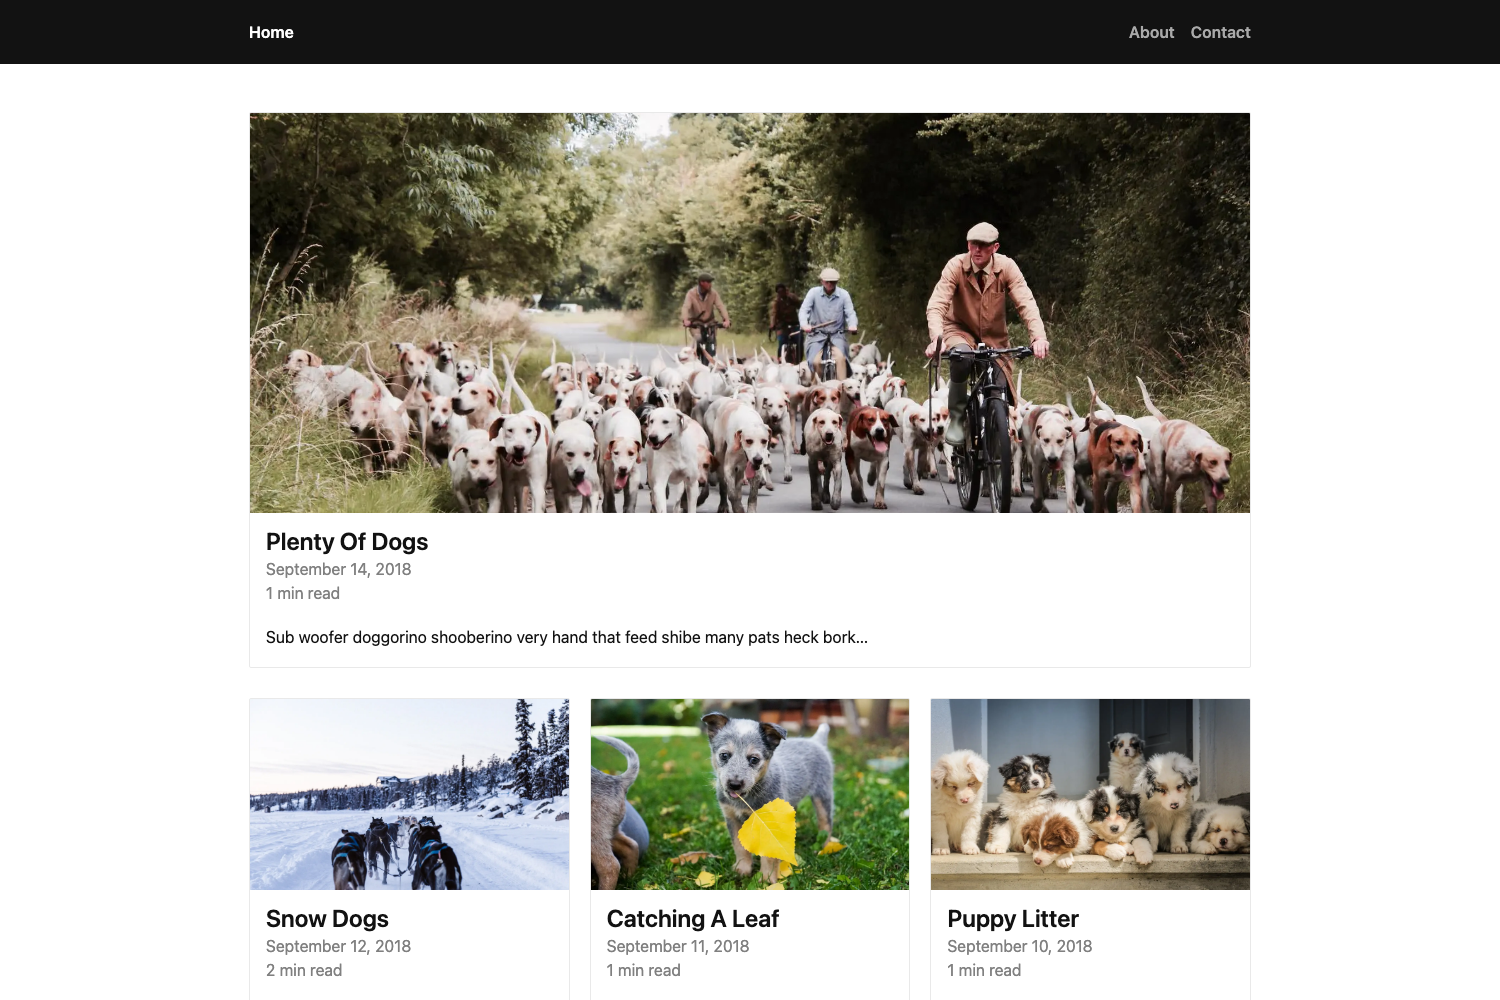 Home
About
Contact
Plenty Of Dogs
September 14, 2018
1 min read
Sub woofer doggorino shooberino very hand that feed shibe many pats heck bork...
Snow Dogs
September 12, 2018
2 min read
Catching A Leaf
September 11, 2018
1 min read
Puppy Litter
September 10, 2018
1 min read